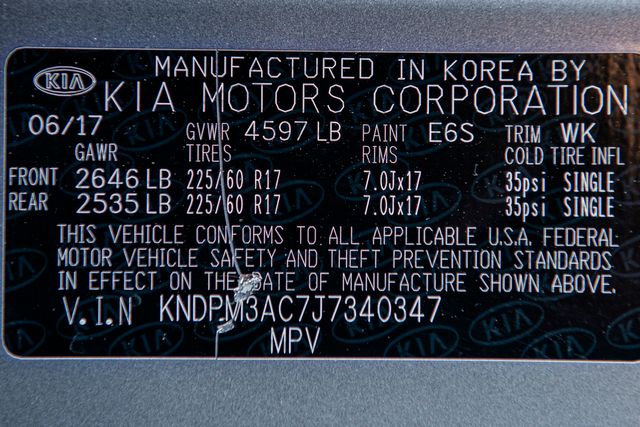 KIA
MANUFACTURED IN KOREA BY
KIA MOTORS CORPORATION
06/17 GVWR 4597 LB PAINT E6S TRIM WK
GAWR TIRES RIMS COLD TIRE INFL
FRONT 2646 LB 225/60 R17 7.0Jx17 35psi SINGLE
REAR 2535 LB 225/60 R17 7.0Jx17 35psi SINGLE
THIS VEHICLE CONFORMS TO ALL APPLICABLE U.S.A. FEDERAL
MOTOR VEHICLE SAFETY AND THEFT PREVENTION STANDARDS
IN EFFECT ON THE DATE OF MANUFACTURE SHOWN ABOVE.
V.I.N KNDPM3AC7J7340347
MPV